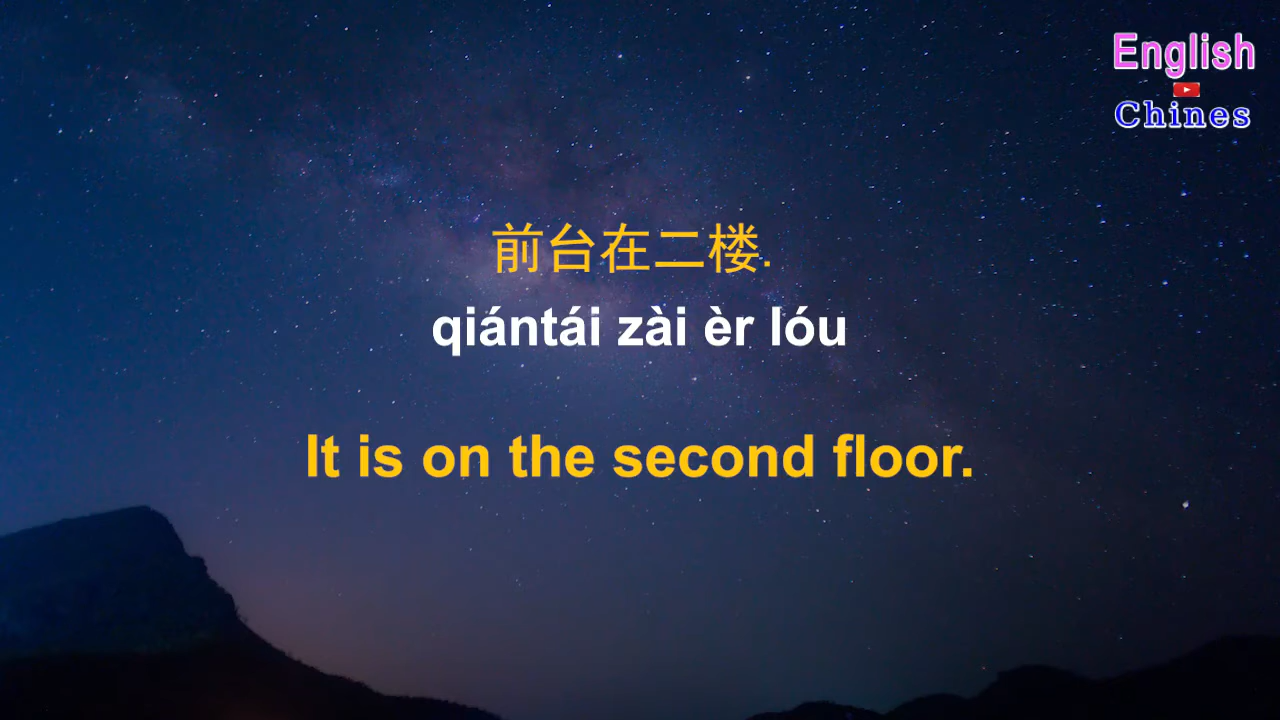 English
Chines
前台在二楼.
qiántái zài èr lóu
It is on the second floor.